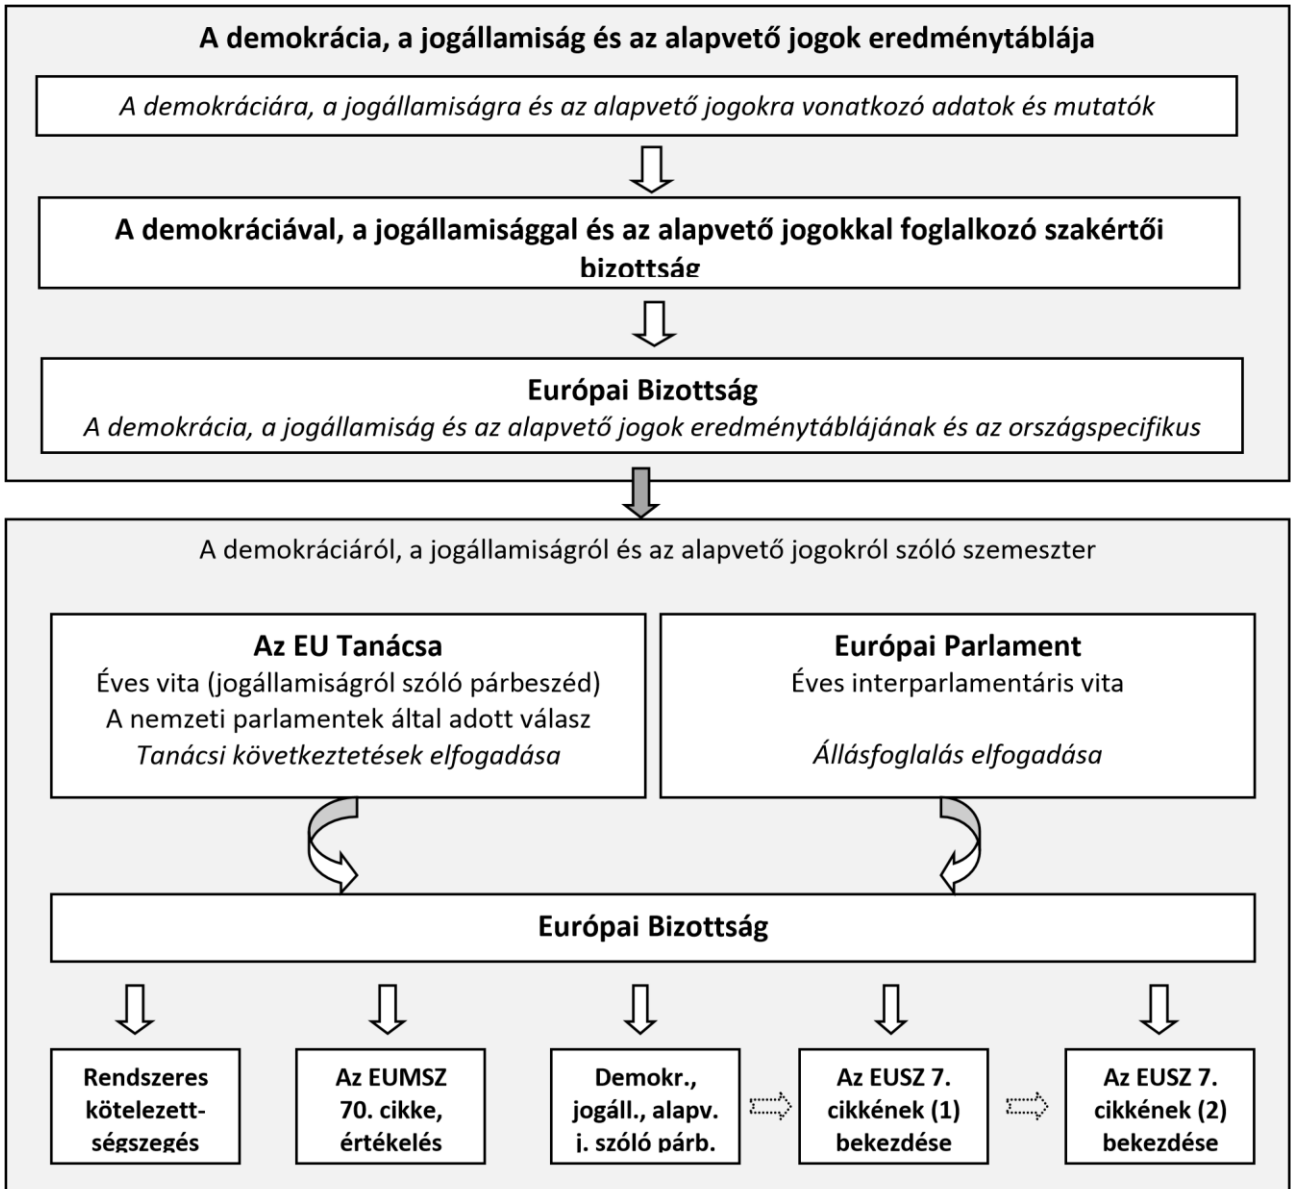 A demokrácia, a jogállamiság és az alapvető jogok eredménytáblája
A demokráciára, a jogállamiságra és az alapvető jogokra vonatkozó adatok és mutatók
A demokráciával, a jogállamisággal és az alapvető jogokkal foglalkozó szakértői
bizottság
Európai Bizottság
A demokrácia, a jogállamiság és az alapvető jogok eredménytáblájának és az országspecifikus
A demokráciáról, a jogállamiságról és az alapvető jogokról szóló szemeszter
Az EU Tanácsa
Éves vita (jogállamiságról szóló párbeszéd)
A nemzeti parlamentek által adott válasz
Tanácsi következtetések elfogadása
Európai Parlament
Éves interparlamentáris vita
Állásfoglalás elfogadása
Európai Bizottság
Rendszeres
kötelezett-
ségszegés
Az EUMSZ
70. cikke,
értékelés
Demokr.,
jogáll., alapv.
j. szóló párb.
Az EUSZ 7.
cikkének (1)
bekezdése
Az EUSZ 7.
cikkének (2)
bekezdése